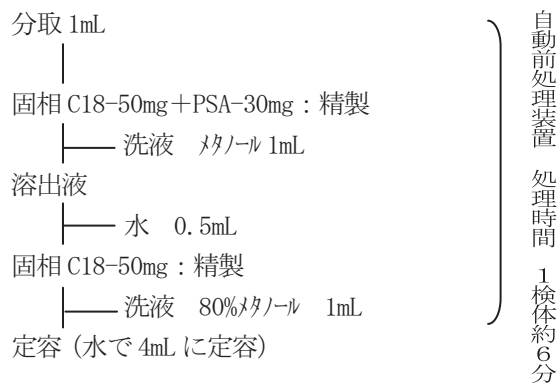 分取 1mL
固相 C18-50mg+PSA-30mg：精製
洗液 ﾒﾀﾉｰﾙ 1mL
溶出液
水 0.5mL
固相 C18-50mg：精製
洗液 80%ﾒﾀﾉｰﾙ 1mL
定容（水で 4mL に定容）
自動前処理装置 処理時間 １検体約６分